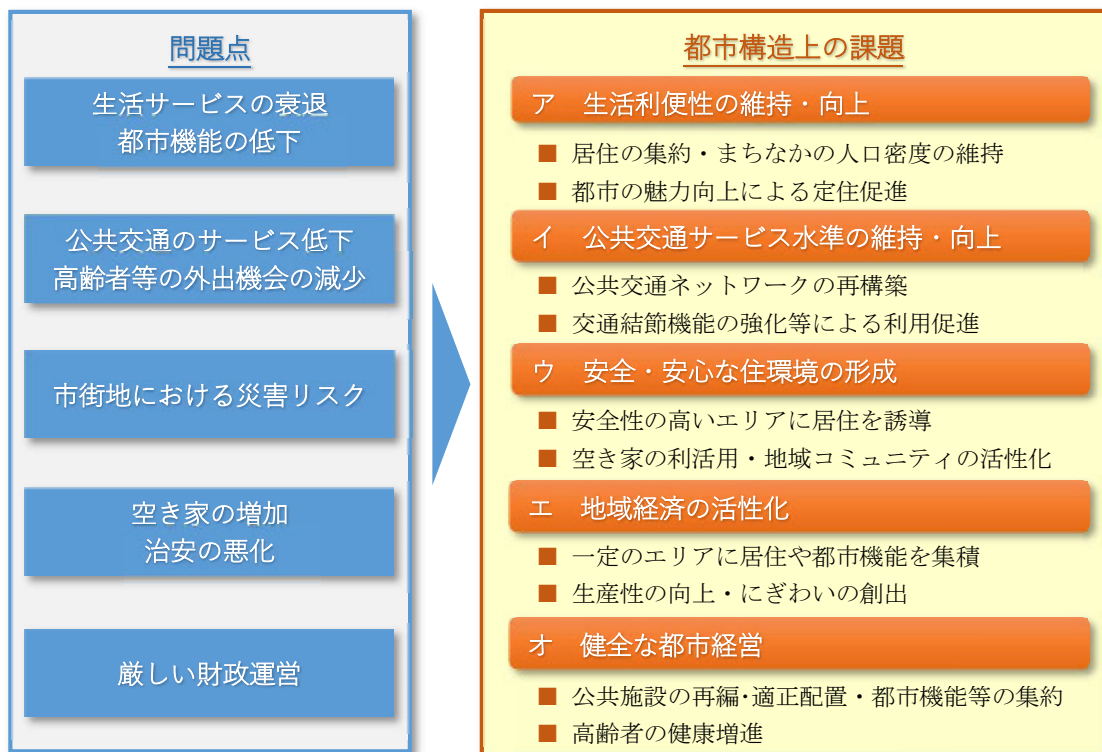 問題点
生活サービスの衰退
都市機能の低下
公共交通のサービス低下
高齢者等の外出機会の減少
市街地における災害リスク
空き家の増加
治安の悪化
厳しい財政運営
都市構造上の課題
ア 生活利便性の維持・向上
■ 居住の集約・まちなかの人口密度の維持
■ 都市の魅力向上による定住促進
イ 公共交通サービス水準の維持・向上
■ 公共交通ネットワークの再構築
■ 交通結節機能の強化等による利用促進
ウ 安全・安心な住環境の形成
■ 安全性の高いエリアに居住を誘導
■ 空き家の利活用・地域コミュニティの活性化
エ 地域経済の活性化
■ 一定のエリアに居住や都市機能を集積
■ 生産性の向上・にぎわいの創出
オ 健全な都市経営
■ 公共施設の再編・適正配置・都市機能等の集約
■ 高齢者の健康増進